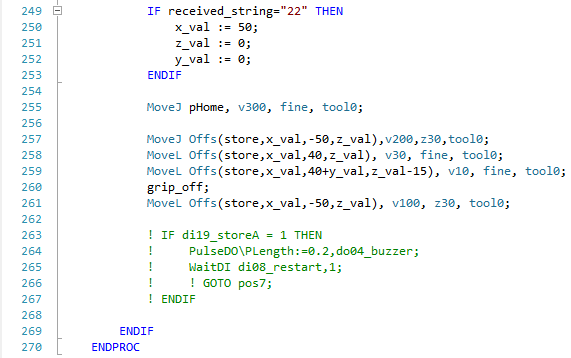 249 IF received_string="22" THEN
250 x_val := 50;
251 z_val := 0;
252 y_val := 0;
253 ENDIF
254
255 MoveJ pHome, v300, fine, tool0;
256
257 MoveJ Offs(store,x_val,-50,z_val),v200,z30,tool0;
258 MoveL Offs(store,x_val,40,z_val), v30, fine, tool0;
259 MoveL Offs(store,x_val,40+y_val,z_val-15), v10, fine, tool0;
260 grip_off;
261 MoveL Offs(store,x_val,-50,z_val), v100, z30, tool0;
262
263 ! IF di19_storeA = 1 THEN
264 ! PulseDO\PLength:=0.2,do04_buzzer;
265 ! WaitDI di08_restart,1;
266 ! ! GOTO pos7;
267 ! ENDIF
268
269 ENDIF
270 ENDPROC